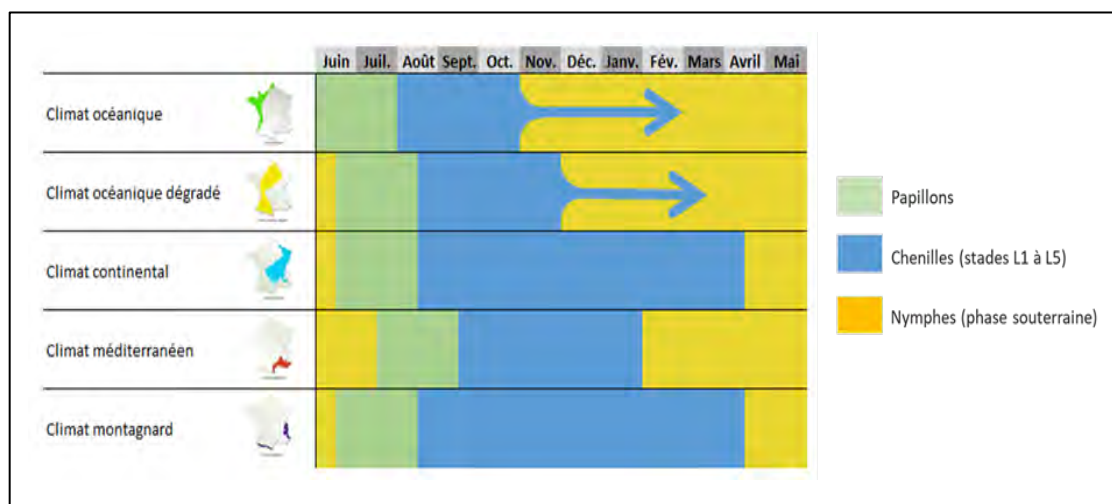 Juin Juil. Août Sept. Oct. Nov. Déc. Janv. Fév. Mars Avril Mai
Climat océanique
Climat océanique dégradé
Climat continental
Climat méditerranéen
Climat montagnard
Papillons
Chenilles (stades L1 à L5)
Nymphes (phase souterraine)